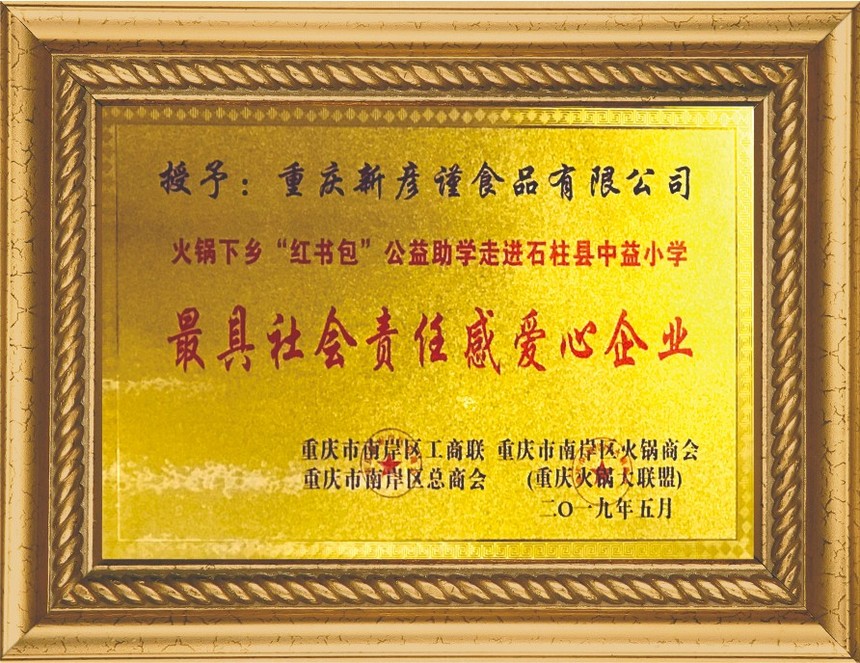 授予：重庆新彦谨食品有限公司
火锅下乡“红书包”公益助学走进石柱县中益小学
最具社会责任感爱心企业
重庆市南岸区工商联 重庆市南岸区火锅商会
重庆市南岸区总商会 (重庆火锅大联盟)
二〇一九年五月